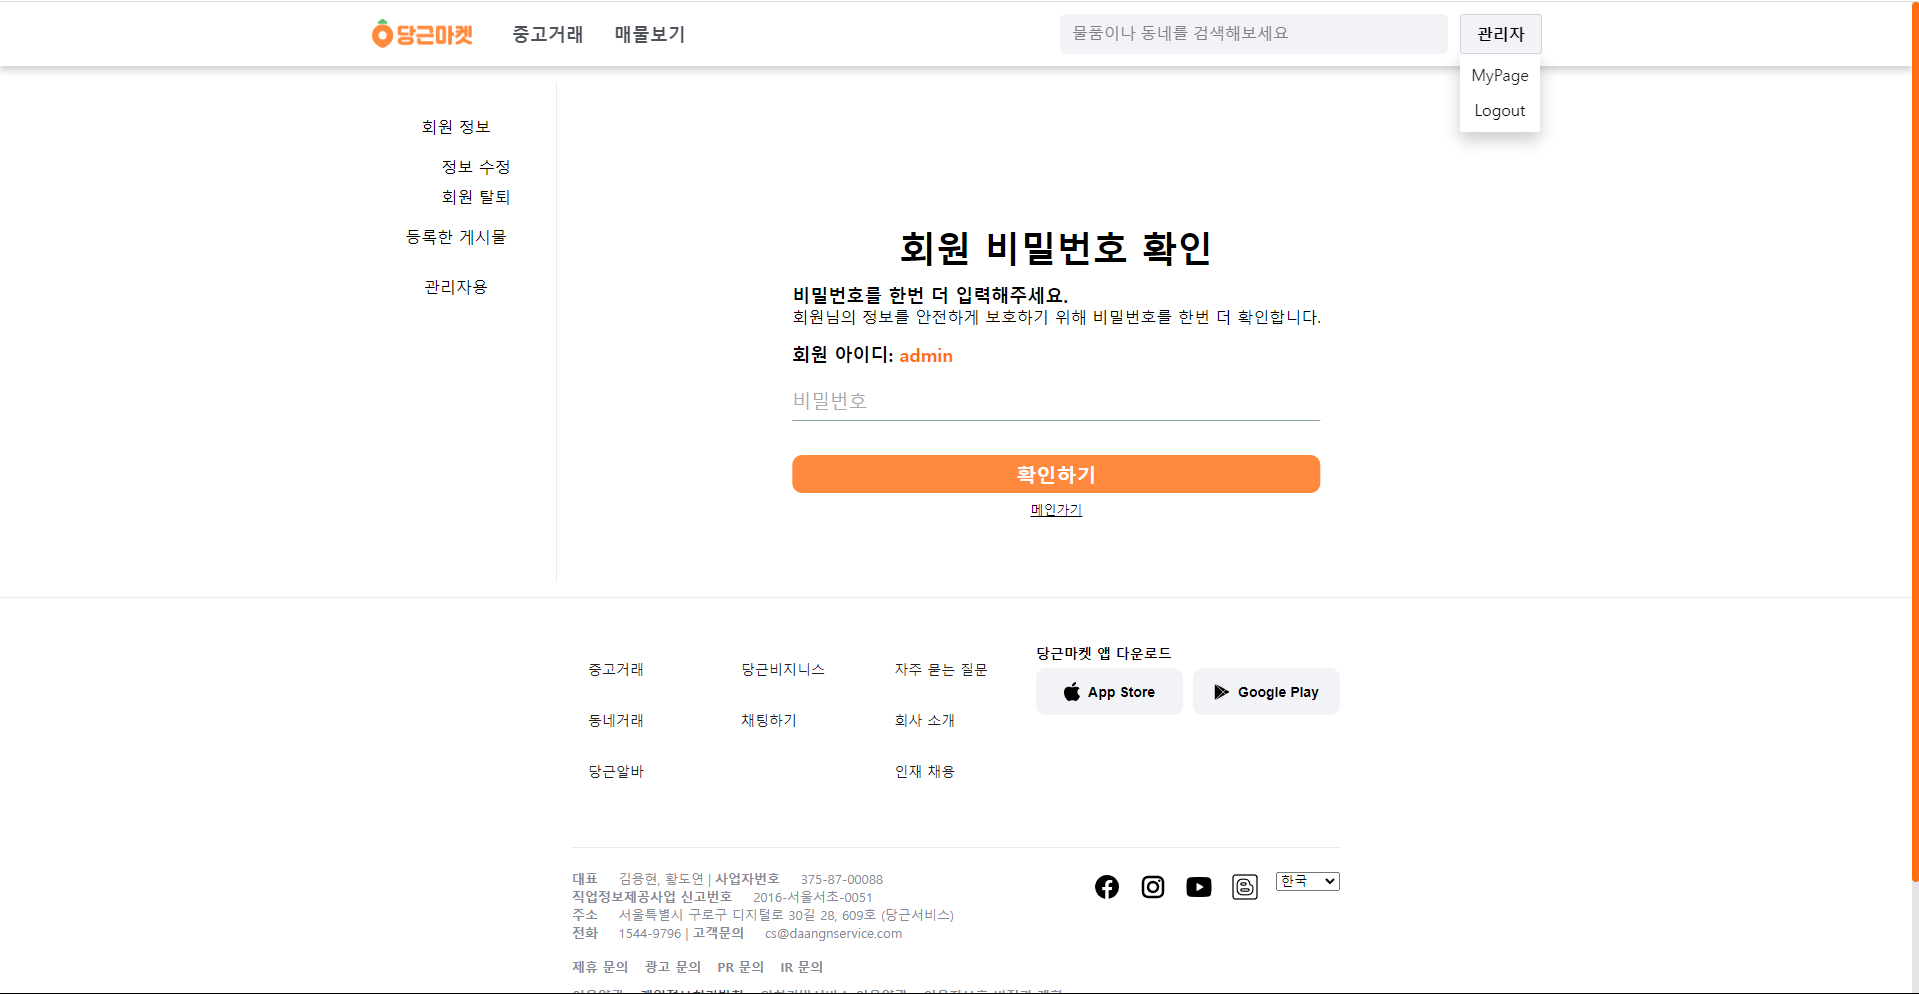 당근마켓 중고거래 매물보기 물품이나 동네를 검색해보세요 관리자
MyPage
Logout
회원 정보
정보 수정
회원 탈퇴
등록한 게시물
관리자용
회원 비밀번호 확인
비밀번호를 한번 더 입력해주세요.
회원님의 정보를 안전하게 보호하기 위해 비밀번호를 한번 더 확인합니다.
회원 아이디: admin
비밀번호
확인하기
메인가기
중고거래 당근비지니스 자주 묻는 질문
동네거래 채팅하기 회사 소개
당근알바 인재 채용
당근마켓 앱 다운로드
App Store Google Play
대표 김용현, 황도연 | 사업자번호 375-87-00088
직업정보제공사업 신고번호 2016-서울서초-0051
주소 서울특별시 구로구 디지털로 30길 28, 609호 (당근서비스)
전화 1544-9796 | 고객문의 cs@daangnservice.com
한국
제휴 문의 광고 문의 PR 문의 IR 문의